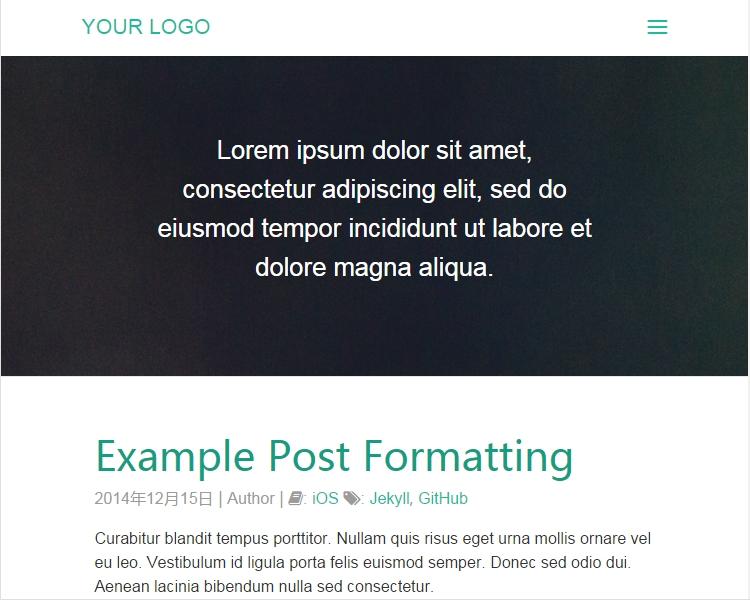 YOUR LOGO
Lorem ipsum dolor sit amet,
consectetur adipiscing elit, sed do
eiusmod tempor incididunt ut labore et
dolore magna aliqua.
Example Post Formatting
2014年12月15日 | Author | : iOS : Jekyll, GitHub
Curabitur blandit tempus porttitor. Nullam quis risus eget urna mollis ornare vel
eu leo. Vestibulum id ligula porta felis euismod semper. Donec sed odio dui.
Aenean lacinia bibendum nulla sed consectetur.